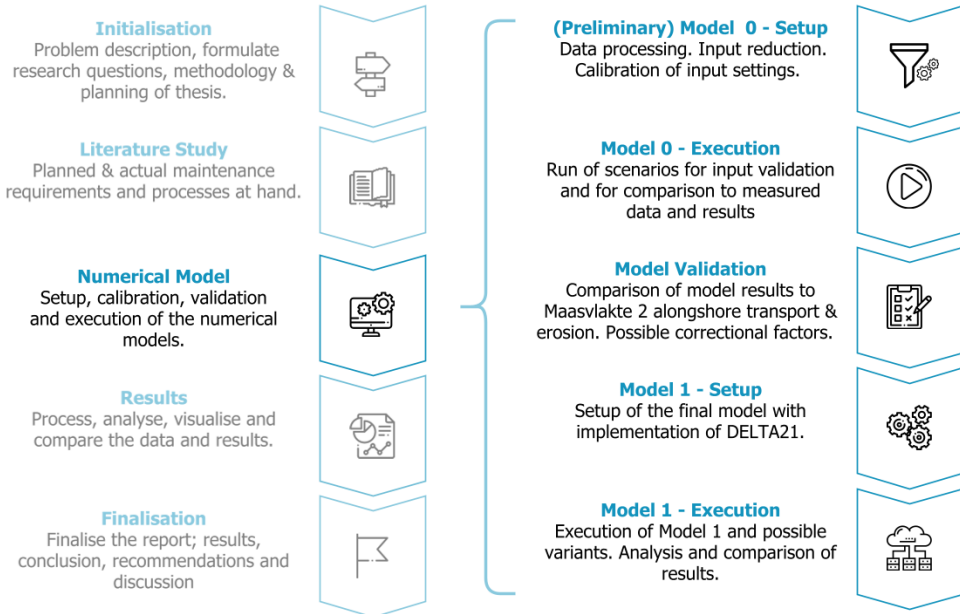 Initialisation
Problem description, formulate
research questions, methodology &
planning of thesis.
Literature Study
Planned & actual maintenance
requirements and processes at hand.
Numerical Model
Setup, calibration, validation
and execution of the numerical
models.
Results
Process, analyse, visualise and
compare the data and results.
Finalisation
Finalise the report; results,
conclusion, recommendations and
discussion
(Preliminary) Model 0 - Setup
Data processing. Input reduction.
Calibration of input settings.
Model 0 - Execution
Run of scenarios for input validation
and for comparison to measured
data and results
Model Validation
Comparison of model results to
Maasvlakte 2 alongshore transport &
erosion. Possible correctional factors.
Model 1 - Setup
Setup of the final model with
implementation of DELTA21.
Model 1 - Execution
Execution of Model 1 and possible
variants. Analysis and comparison of
results.